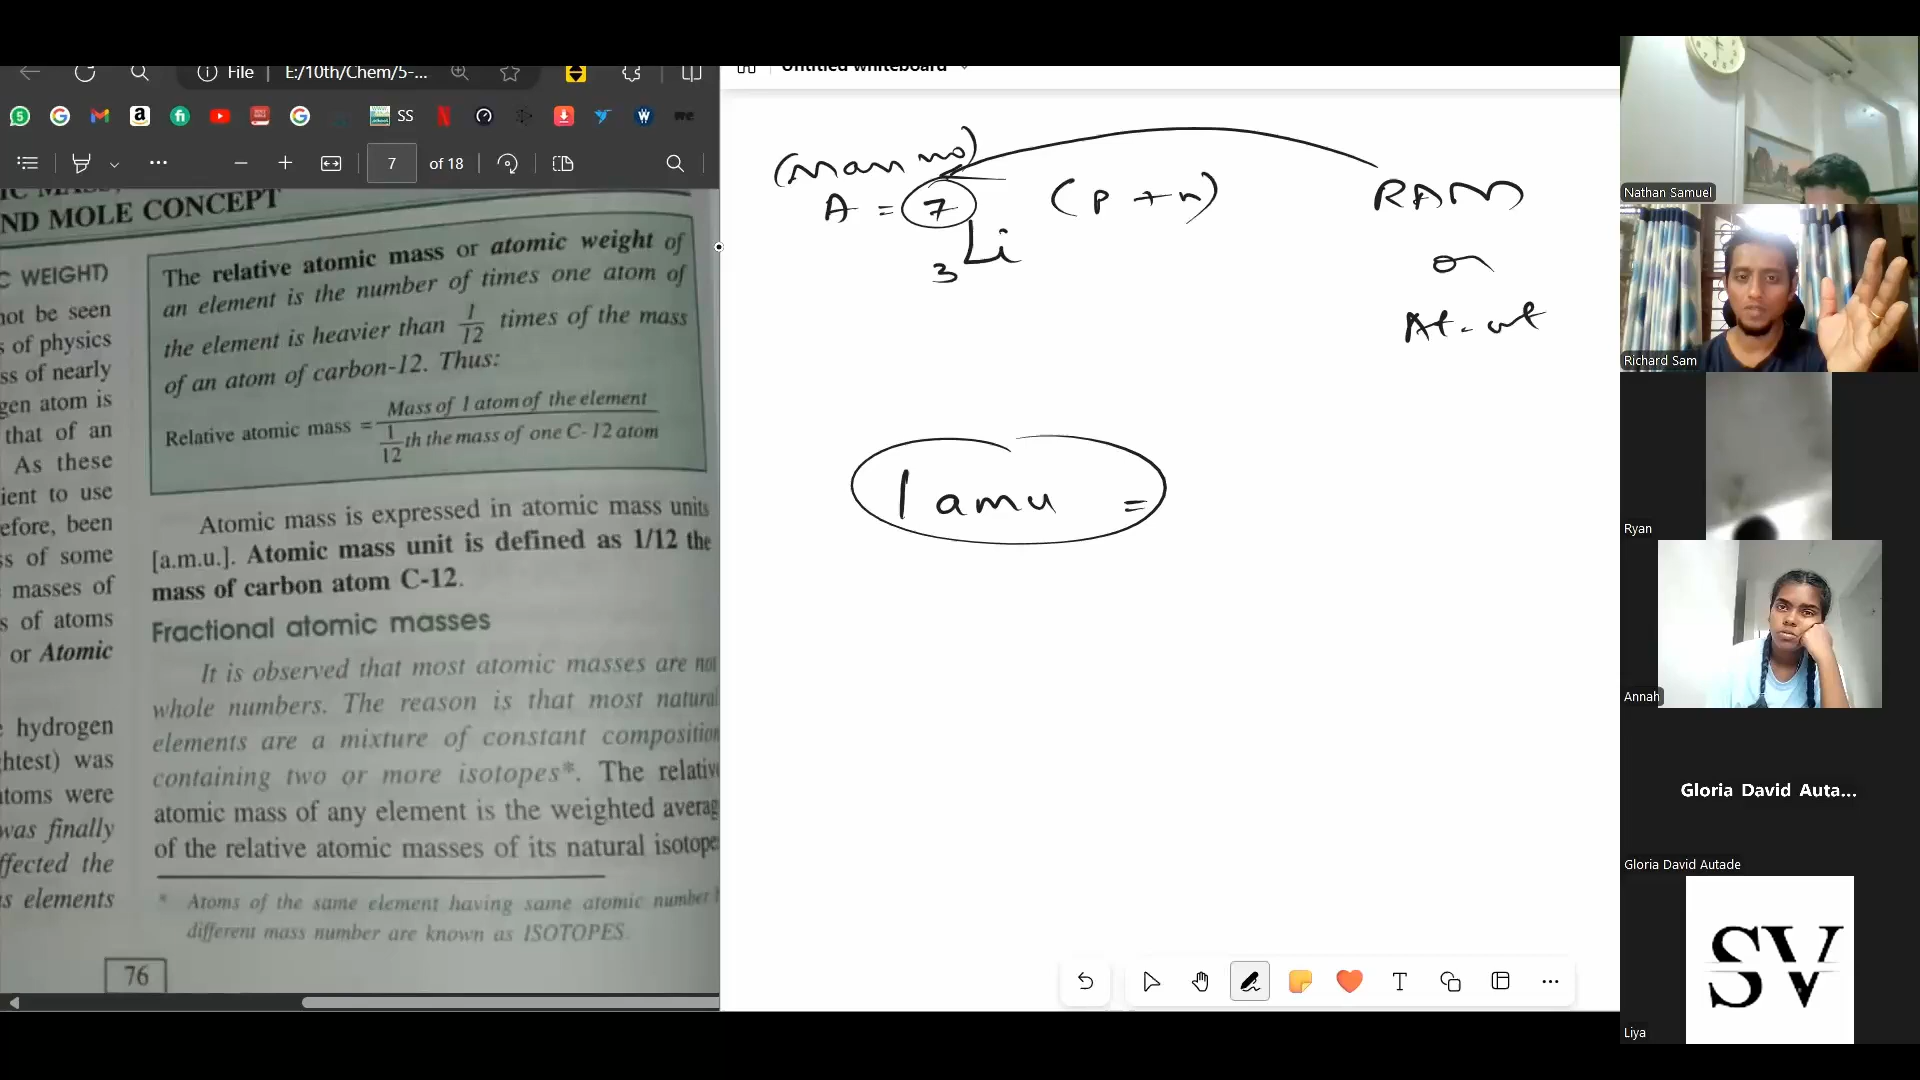 File | E:/10th/Chem/5-...
SS
7 of 18
ND MOLE CONCEPT
C WEIGHT)
not be seen
s of physics
ss of nearly
gen atom is
that of an
As these
ient to use
efore, been
ss of some
masses of
s of atoms
or Atomic
e hydrogen
htest) was
atoms were
was finally
ffected the
s elements
The relative atomic mass or atomic weight of
an element is the number of times one atom of
the element is heavier than 1/12 times of the mass
of an atom of carbon-12. Thus:
Relative atomic mass = Mass of 1 atom of the element
1/12 th the mass of one C-12 atom
Atomic mass is expressed in atomic mass units
[a.m.u.]. Atomic mass unit is defined as 1/12 the
mass of carbon atom C-12.
Fractional atomic masses
It is observed that most atomic masses are not
whole numbers. The reason is that most natural
elements are a mixture of constant composition
containing two or more isotopes*. The relativ
atomic mass of any element is the weighted averag
of the relative atomic masses of its natural isotope
* Atoms of the same element having same atomic number
different mass number are known as ISOTOPES.
76
Untitled whiteboard
(Mass no)
A = 7 (p + n)
3 Li
RAM
or
At. wt
1 amu =
T
Nathan Samuel
Richard Sam
Ryan
Annah
Gloria David Auta...
Gloria David Autade
SV
Liya